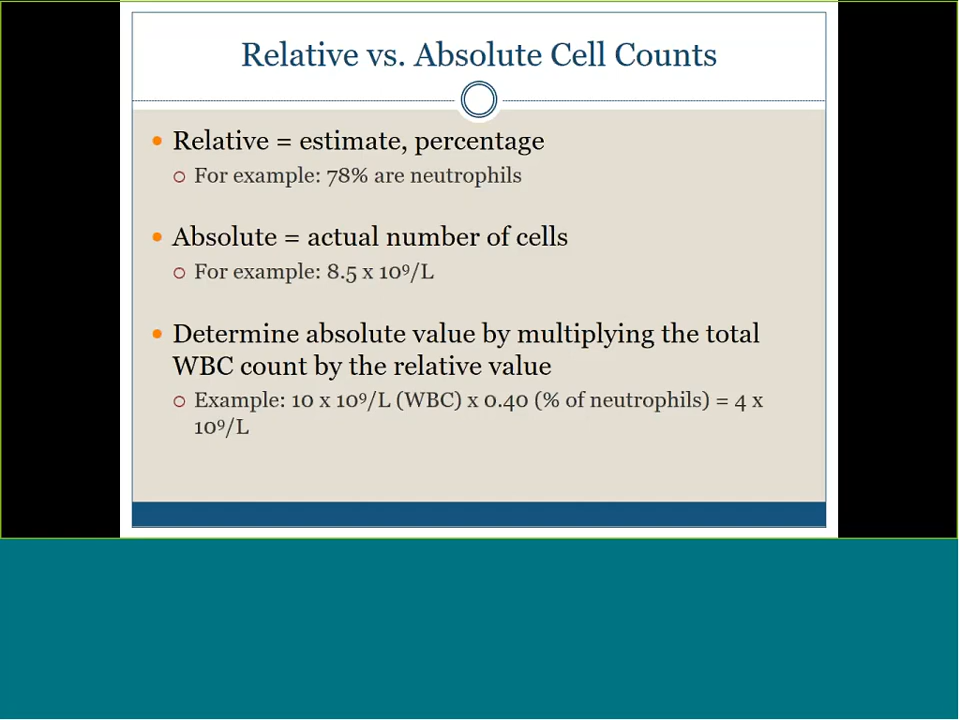 Relative vs. Absolute Cell Counts
Relative = estimate, percentage
For example: 78% are neutrophils
Absolute = actual number of cells
For example: 8.5 x 10⁹/L
Determine absolute value by multiplying the total
WBC count by the relative value
Example: 10 x 10⁹/L (WBC) x 0.40 (% of neutrophils) = 4 x
10⁹/L